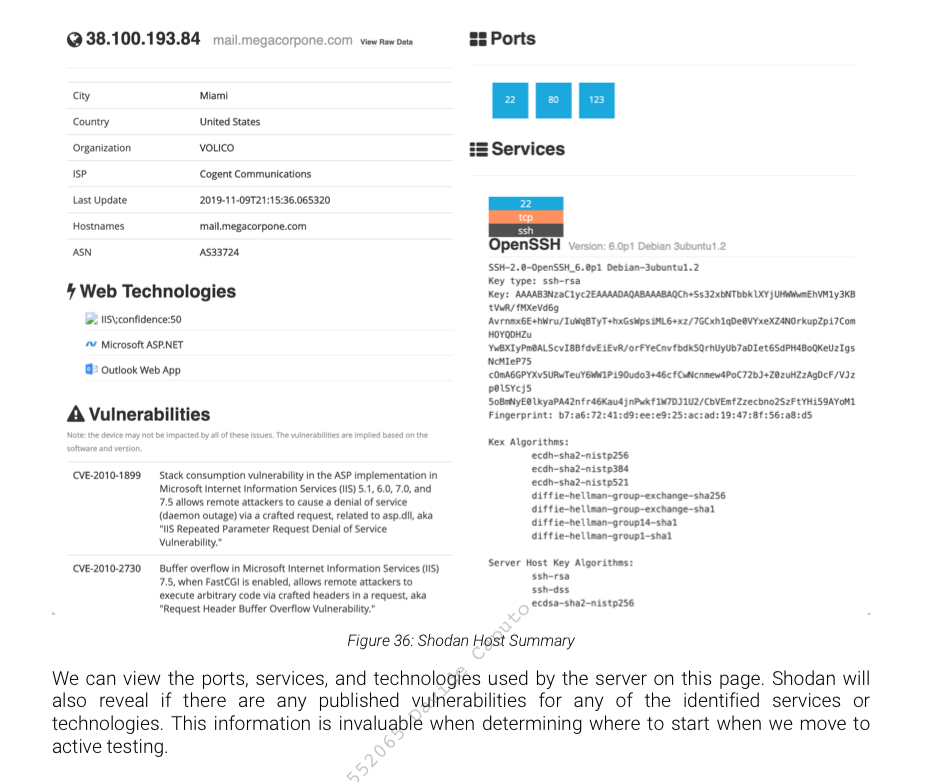 38.100.193.84 mail.megacorpone.com View Raw Data
City Miami
Country United States
Organization VOLICO
ISP Cogent Communications
Last Update 2019-11-09T21:15:36.065320
Hostnames mail.megacorpone.com
ASN AS33724
Web Technologies
IIS\;confidence:50
Microsoft ASP.NET
Outlook Web App
Vulnerabilities
Note: the device may not be impacted by all of these issues. The vulnerabilities are implied based on the
software and version.
CVE-2010-1899 Stack consumption vulnerability in the ASP implementation in
Microsoft Internet Information Services (IIS) 5.1, 6.0, 7.0, and
7.5 allows remote attackers to cause a denial of service
(daemon outage) via a crafted request, related to asp.dll, aka
"IIS Repeated Parameter Request Denial of Service
Vulnerability."
CVE-2010-2730 Buffer overflow in Microsoft Internet Information Services (IIS)
7.5, when FastCGI is enabled, allows remote attackers to
execute arbitrary code via crafted headers in a request, aka
"Request Header Buffer Overflow Vulnerability."
Ports
22 80 123
Services
22
tcp
ssh
OpenSSH Version: 6.0p1 Debian 3ubuntu1.2
SSH-2.0-OpenSSH_6.0p1 Debian-3ubuntu1.2
Key type: ssh-rsa
Key: AAAAB3NzaC1yc2EAAAADAQABAAABAQCh+Ss32xbNTbbklXYjUHWWwmEhVM1y3KB
tVwR/fMXeVd6g
Avrnmx6E+hWru/IuWqBTyT+hxGsWpsiML6+xz/7GCxh1qDe0VYxeXZ4NOrkupZpi7Com
HOYQDHZu
YwBXIyPm0ALScvI8BfdvEiEvR/orFYeCnvfbdk5QrhUyUb7aDIet6SdPH4BoQKeUzIgs
NcMIeP75
cOmA6GPYXv5URwTeuY6WW1Pi9Oudo3+46cfCwNcnmew4PoC72bJ+Z0zuHZzAgDcF/VJz
p0lSYcj5
5oBmNyE0lkyaPA42nfr46Kau4jnPwkf1W7DJ1U2/CbVEmfZzecbno2SzFtYHi59AYoM1
Fingerprint: b7:a6:72:41:d9:ee:e9:25:ac:ad:19:47:8f:56:a8:d5
Kex Algorithms:
ecdh-sha2-nistp256
ecdh-sha2-nistp384
ecdh-sha2-nistp521
diffie-hellman-group-exchange-sha256
diffie-hellman-group-exchange-sha1
diffie-hellman-group14-sha1
diffie-hellman-group1-sha1
Server Host Key Algorithms:
ssh-rsa
ssh-dss
ecdsa-sha2-nistp256
Figure 36: Shodan Host Summary
We can view the ports, services, and technologies used by the server on this page. Shodan will
also reveal if there are any published vulnerabilities for any of the identified services or
technologies. This information is invaluable when determining where to start when we move to
active testing.